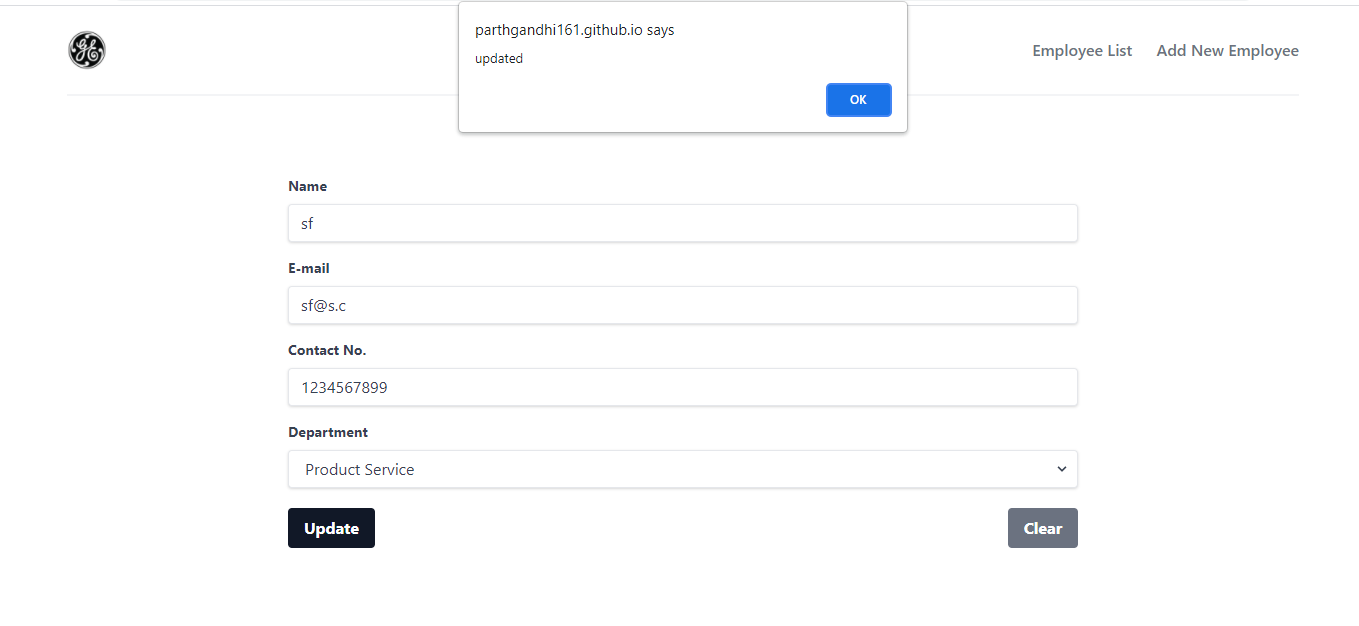 parthgandhi161.github.io says
updated
OK
Employee List Add New Employee
Name
sf
E-mail
sf@s.c
Contact No.
1234567899
Department
Product Service
Update Clear